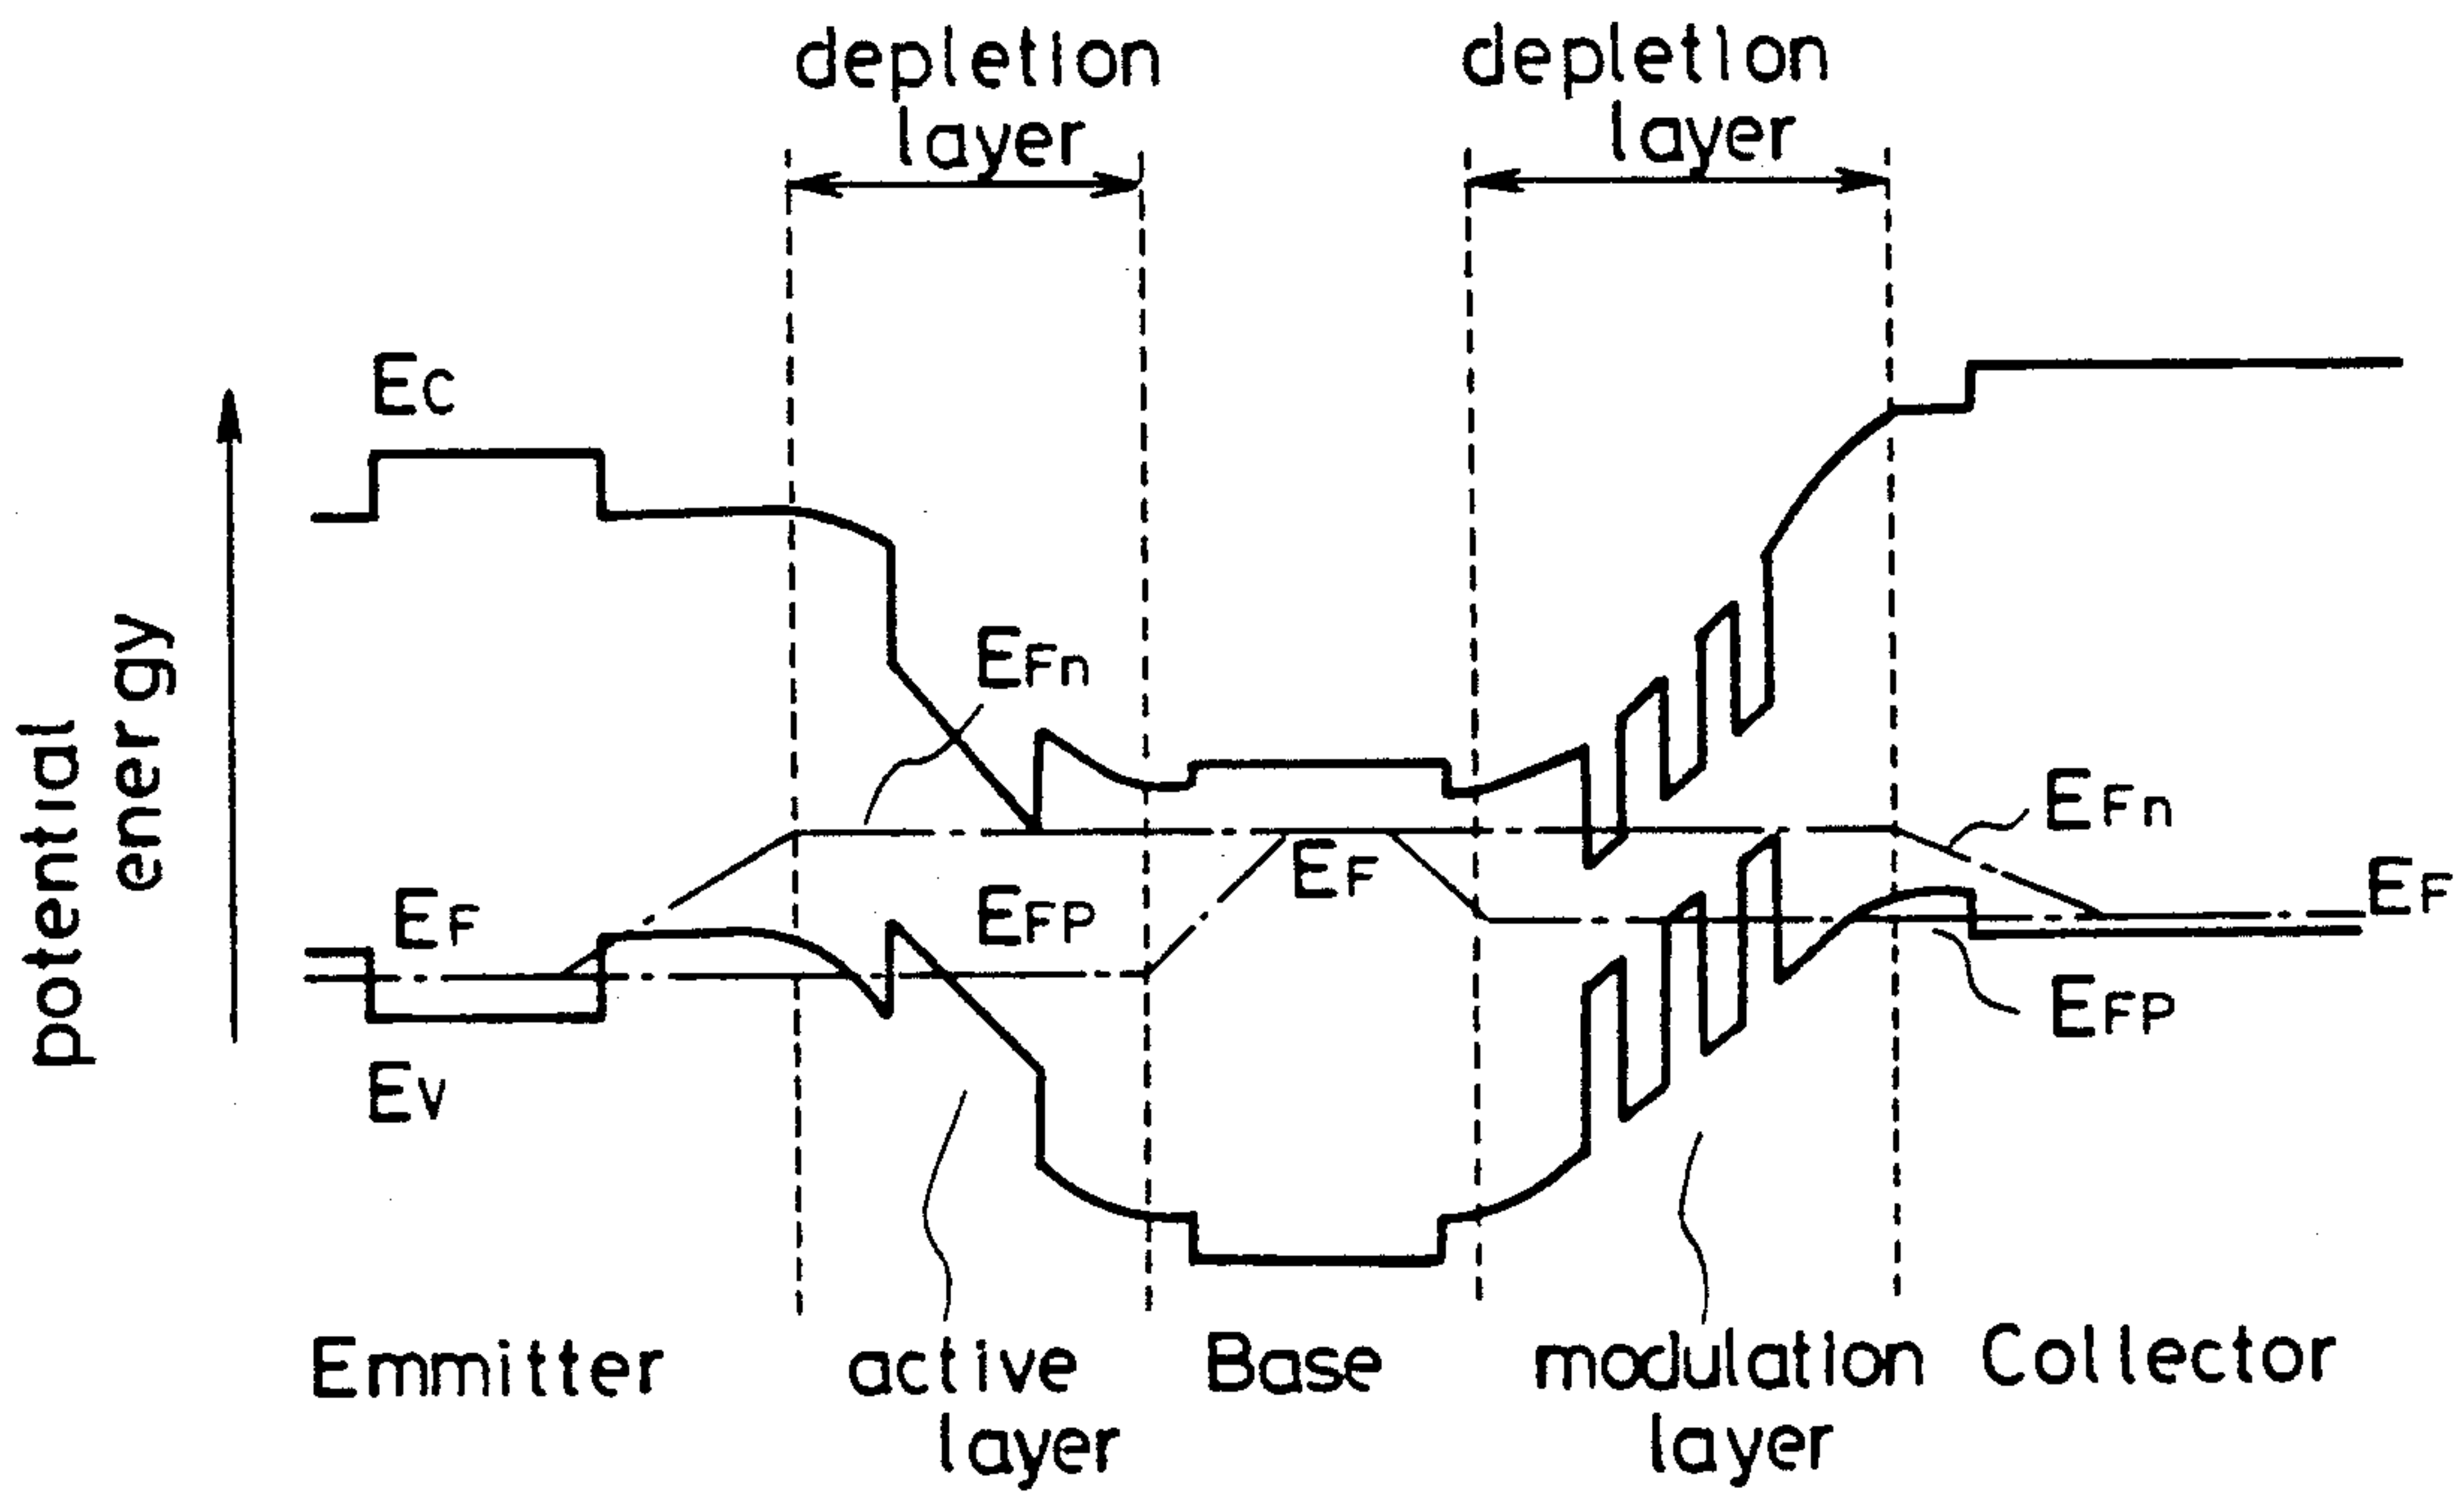 depletion
layer
depletion
layer
potential
energy
EC
EFn
EFn
EF
EF
EF
EFP
EFP
EV
Emmitter
active
layer
Base
modulation
layer
Collector